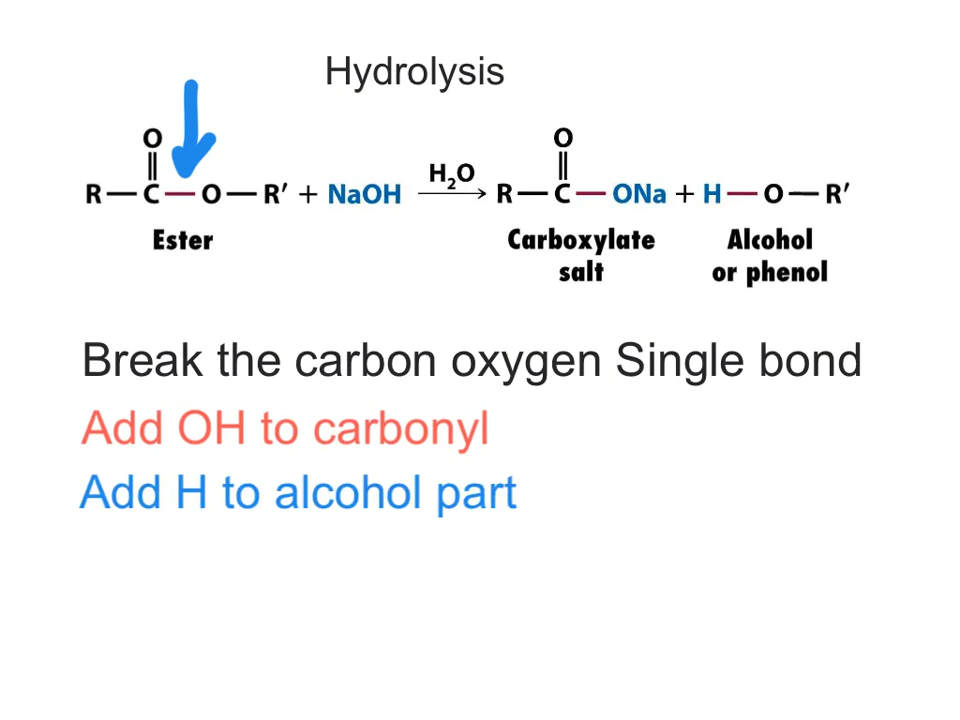 Hydrolysis
O O
R—C—O—R′ + NaOH H₂O R—C—ONa + H—O—R′
Ester Carboxylate Alcohol
salt or phenol
Break the carbon oxygen Single bond
Add OH to carbonyl
Add H to alcohol part